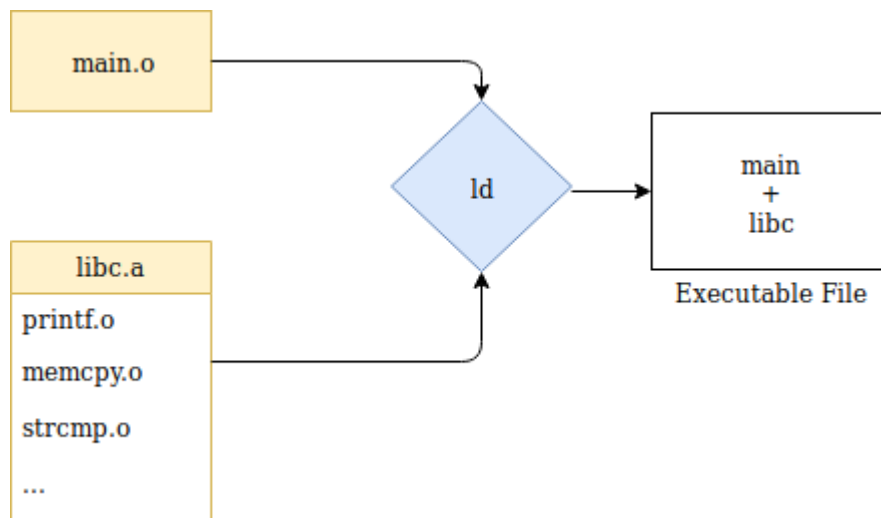 main.o
libc.a
printf.o
memcpy.o
strcmp.o
...
ld
main
+
libc
Executable File